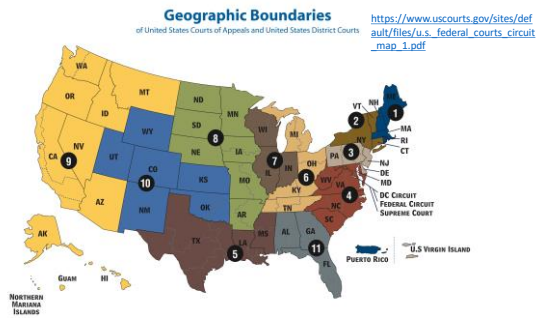 Geographic Boundaries
of United States Courts of Appeals and United States District Courts
https://www.uscourts.gov/sites/def
ault/files/u.s._federal_courts_circuit
_map_1.pdf
WA
OR
MT
ID
NV
CA
9
AZ
AK
HI
GUAM
NORTHERN
MARIANA
ISLANDS
WY
UT
CO
10
KS
NM
OK
ND
MN
SD
8
NE
IA
MO
AR
WI
7
IL
IN
MI
OH
6
KY
TN
TX
LA
MS
5
AL
GA
11
FL
WV
VA
4
NC
SC
PA
3
NY
2
VT
NH
ME
1
MA
RI
CT
NJ
DE
MD
DC CIRCUIT
FEDERAL CIRCUIT
SUPREME COURT
PUERTO RICO
U.S VIRGIN ISLAND